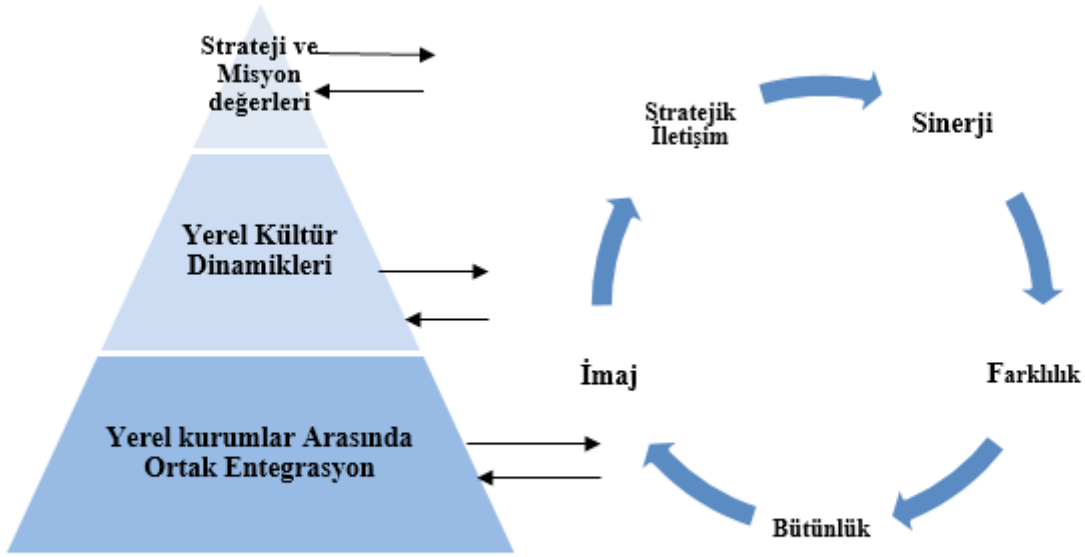 Strateji ve
Misyon
değerleri
Yerel Kültür
Dinamikleri
Yerel kurumlar Arasında
Ortak Entegrasyon
Stratejik
İletişim
Sinerji
Farklılık
Bütünlük
İmaj